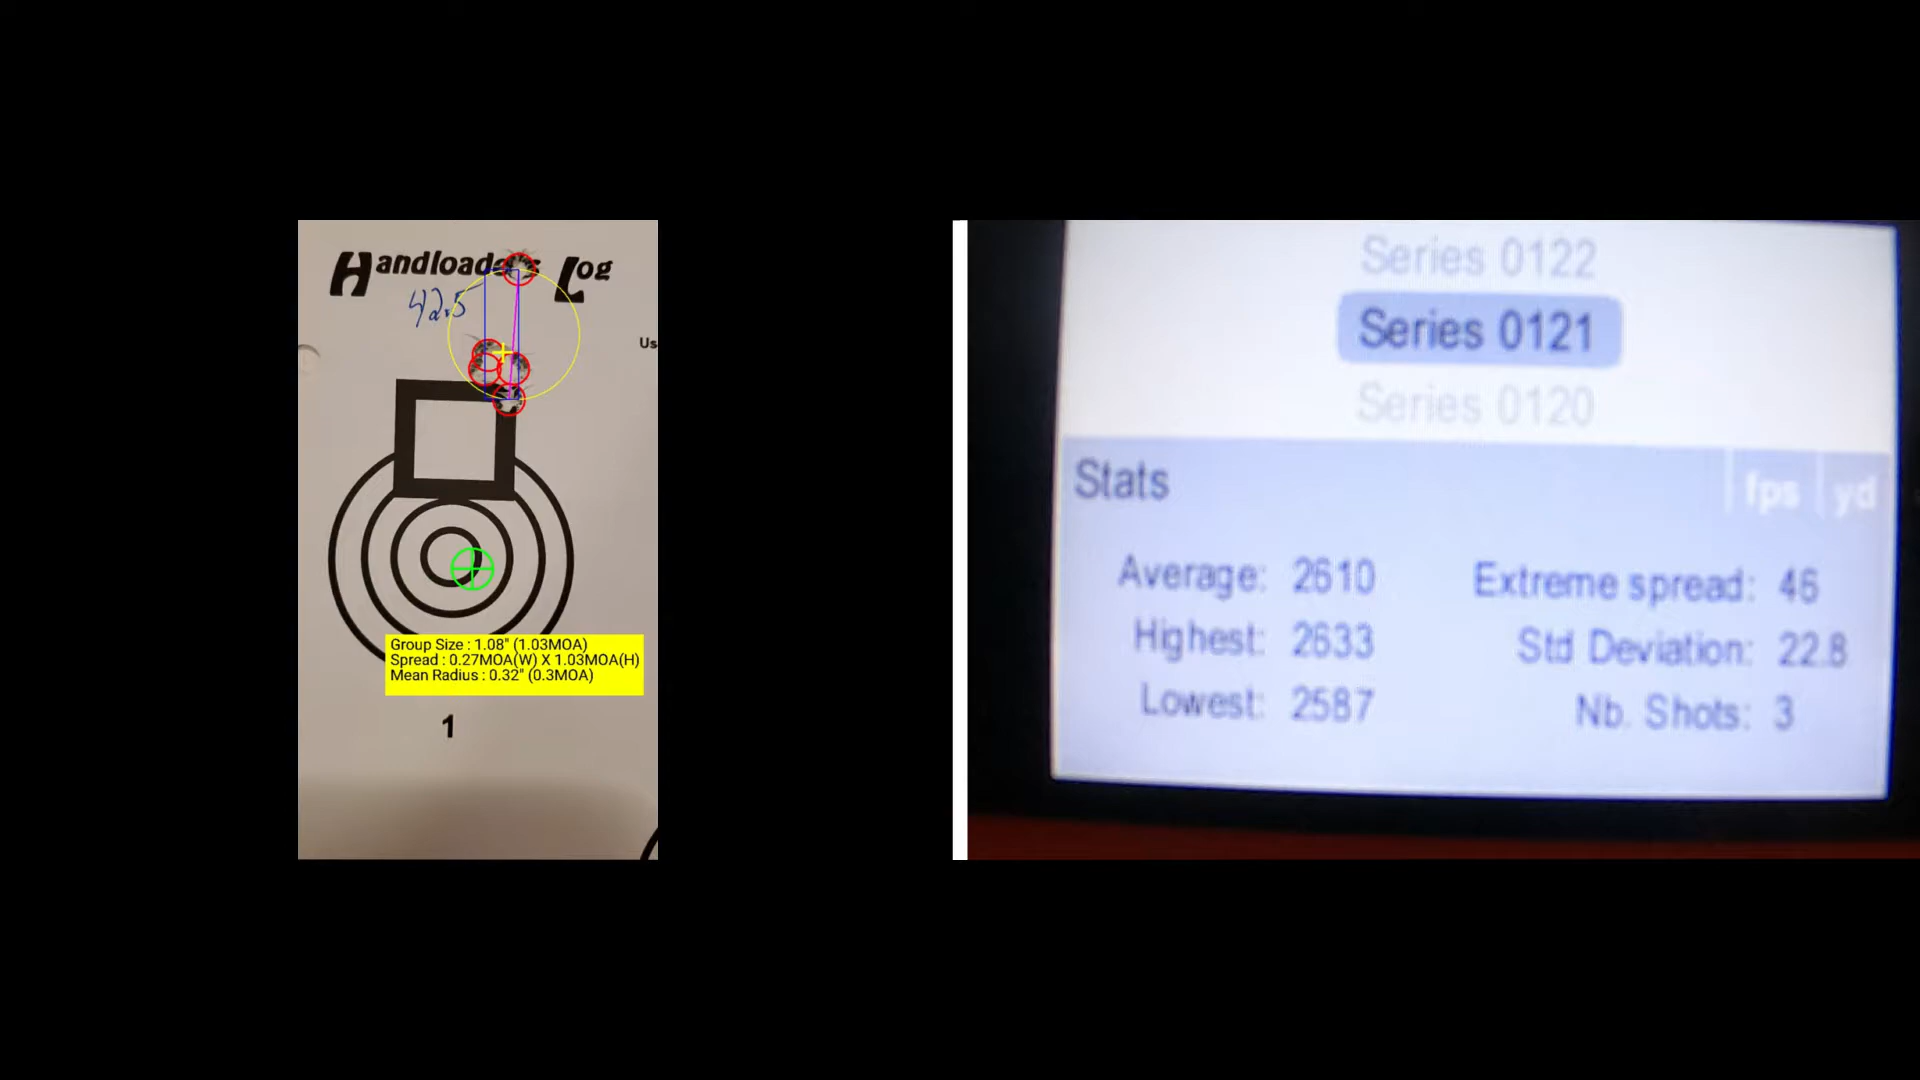 Handloader's Log
42.5
Us
Group Size : 1.08" (1.03MOA)
Spread : 0.27MOA(W) X 1.03MOA(H)
Mean Radius : 0.32" (0.3MOA)
1
Series 0122
Series 0121
Series 0120
Stats fps yd
Average: 2610 Extreme spread: 46
Highest: 2633 Std Deviation: 22.8
Lowest: 2587 Nb. Shots: 3